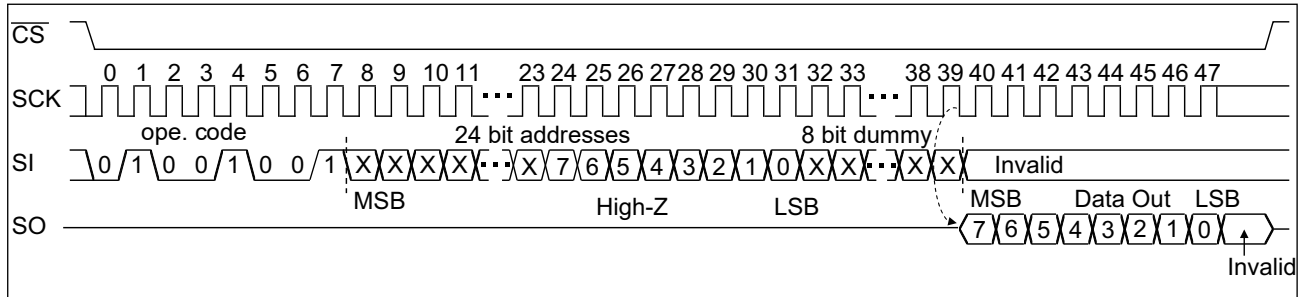 CS
0 1 2 3 4 5 6 7 8 9 10 11 23 24 25 26 27 28 29 30 31 32 33 38 39 40 41 42 43 44 45 46 47
SCK
ope. code 24 bit addresses 8 bit dummy
SI 0 1 0 0 1 0 0 1 X X X X X 7 6 5 4 3 2 1 0 X X X X Invalid
MSB High-Z LSB MSB Data Out LSB
SO 7 6 5 4 3 2 1 0
Invalid